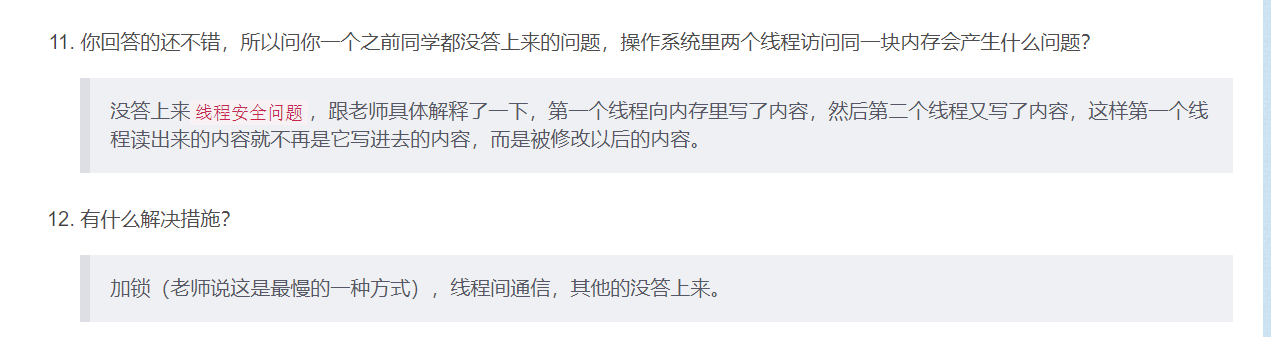 11. 你回答的还不错，所以问你一个之前同学都没答上来的问题，操作系统里两个线程访问同一块内存会产生什么问题？
没答上来 线程安全问题 ，跟老师具体解释了一下，第一个线程向内存里写了内容，然后第二个线程又写了内容，这样第一个线
程读出来的内容就不再是它写进去的内容，而是被修改以后的内容。
12. 有什么解决措施？
加锁（老师说这是最慢的一种方式），线程间通信，其他的没答上来。